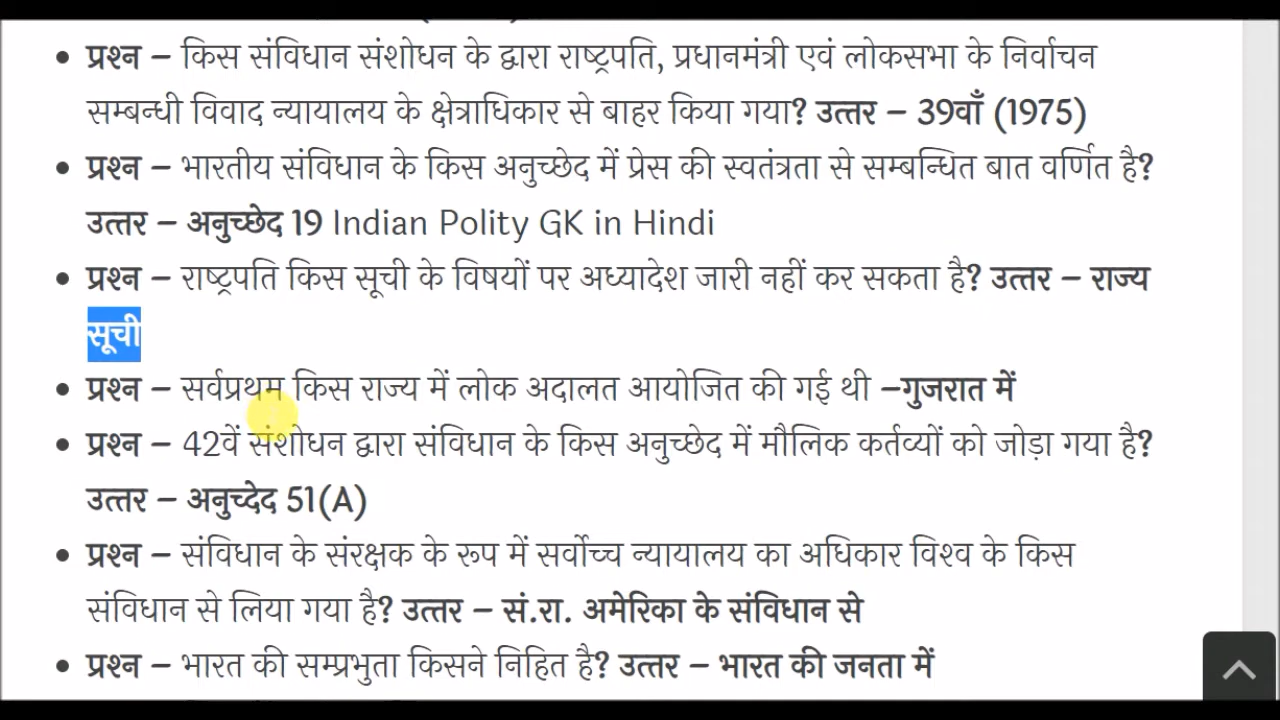 प्रश्न – किस संविधान संशोधन के द्वारा राष्ट्रपति, प्रधानमंत्री एवं लोकसभा के निर्वाचन
सम्बन्धी विवाद न्यायालय के क्षेत्राधिकार से बाहर किया गया? उत्तर – 39वाँ (1975)
प्रश्न – भारतीय संविधान के किस अनुच्छेद में प्रेस की स्वतंत्रता से सम्बन्धित बात वर्णित है?
उत्तर – अनुच्छेद 19 Indian Polity GK in Hindi
प्रश्न – राष्ट्रपति किस सूची के विषयों पर अध्यादेश जारी नहीं कर सकता है? उत्तर – राज्य
सूची
प्रश्न – सर्वप्रथम किस राज्य में लोक अदालत आयोजित की गई थी –गुजरात में
प्रश्न – 42वें संशोधन द्वारा संविधान के किस अनुच्छेद में मौलिक कर्तव्यों को जोड़ा गया है?
उत्तर – अनुच्देद 51(A)
प्रश्न – संविधान के संरक्षक के रूप में सर्वोच्च न्यायालय का अधिकार विश्व के किस
संविधान से लिया गया है? उत्तर – सं.रा. अमेरिका के संविधान से
प्रश्न – भारत की सम्प्रभुता किसने निहित है? उत्तर – भारत की जनता में